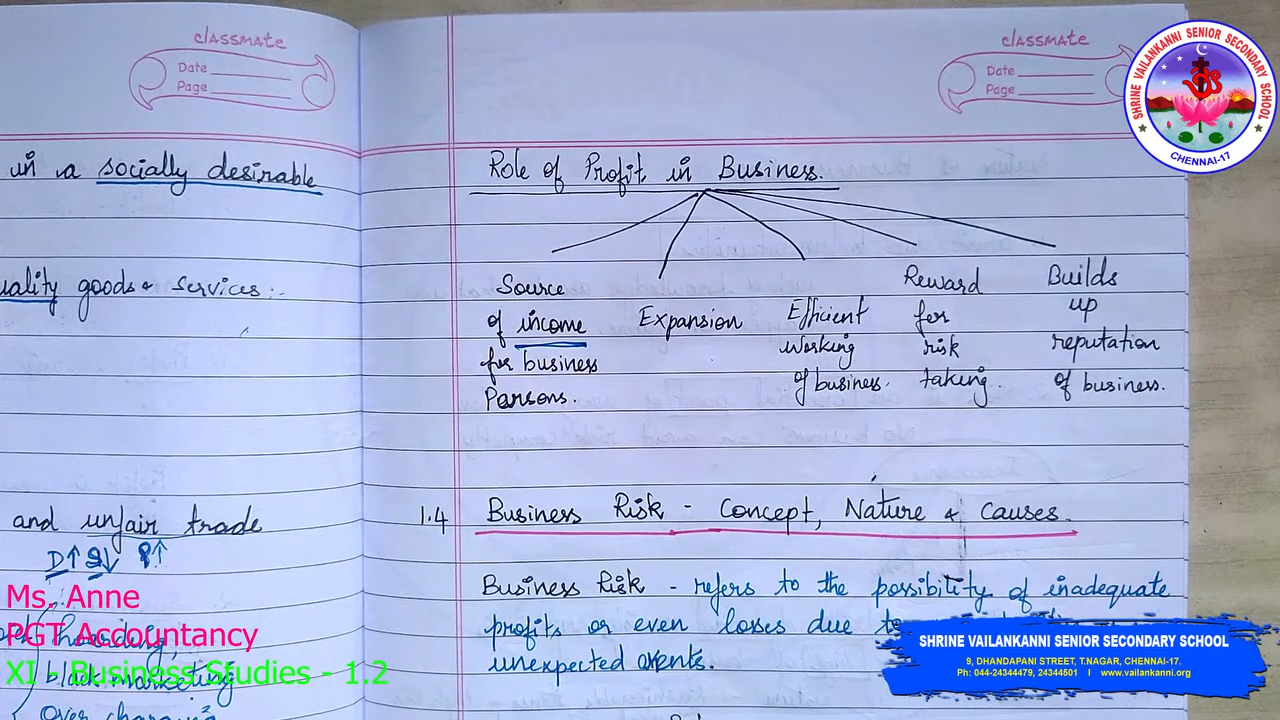 classmate
Date
Page
in a socially desirable
uality goods & services:-
and unfair trade
D↑ S↓ P↑
hoarding,
black marketing
over charging
classmate
Date
Page
Role of Profit in Business.
Source
of income
for business
Persons.
Expansion
Efficient
working
of business.
Reward
for
risk
taking.
Builds
up
reputation
of business.
1.4 Business Risk - Concept, Nature & Causes.
Business Risk - refers to the possibility of inadequate
profits or even losses due to
unexpected events.
Ms. Anne
PGT Accountancy
XI - Business Studies - 1.2
SHRINE VAILANKANNI SENIOR SECONDARY SCHOOL
CHENNAI-17
SHRINE VAILANKANNI SENIOR SECONDARY SCHOOL
9, DHANDAPANI STREET, T.NAGAR, CHENNAI-17.
Ph: 044-24344479, 24344501 I www.vailankanni.org